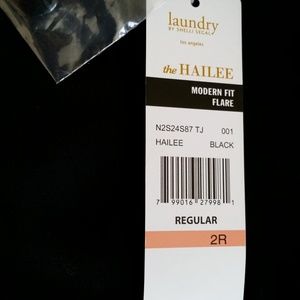 laundry
BY SHELLI SEGAL
los angeles
the HAILEE
MODERN FIT
FLARE
N2S24S87 TJ 001
HAILEE BLACK
7 99016 27998 1
REGULAR
2R